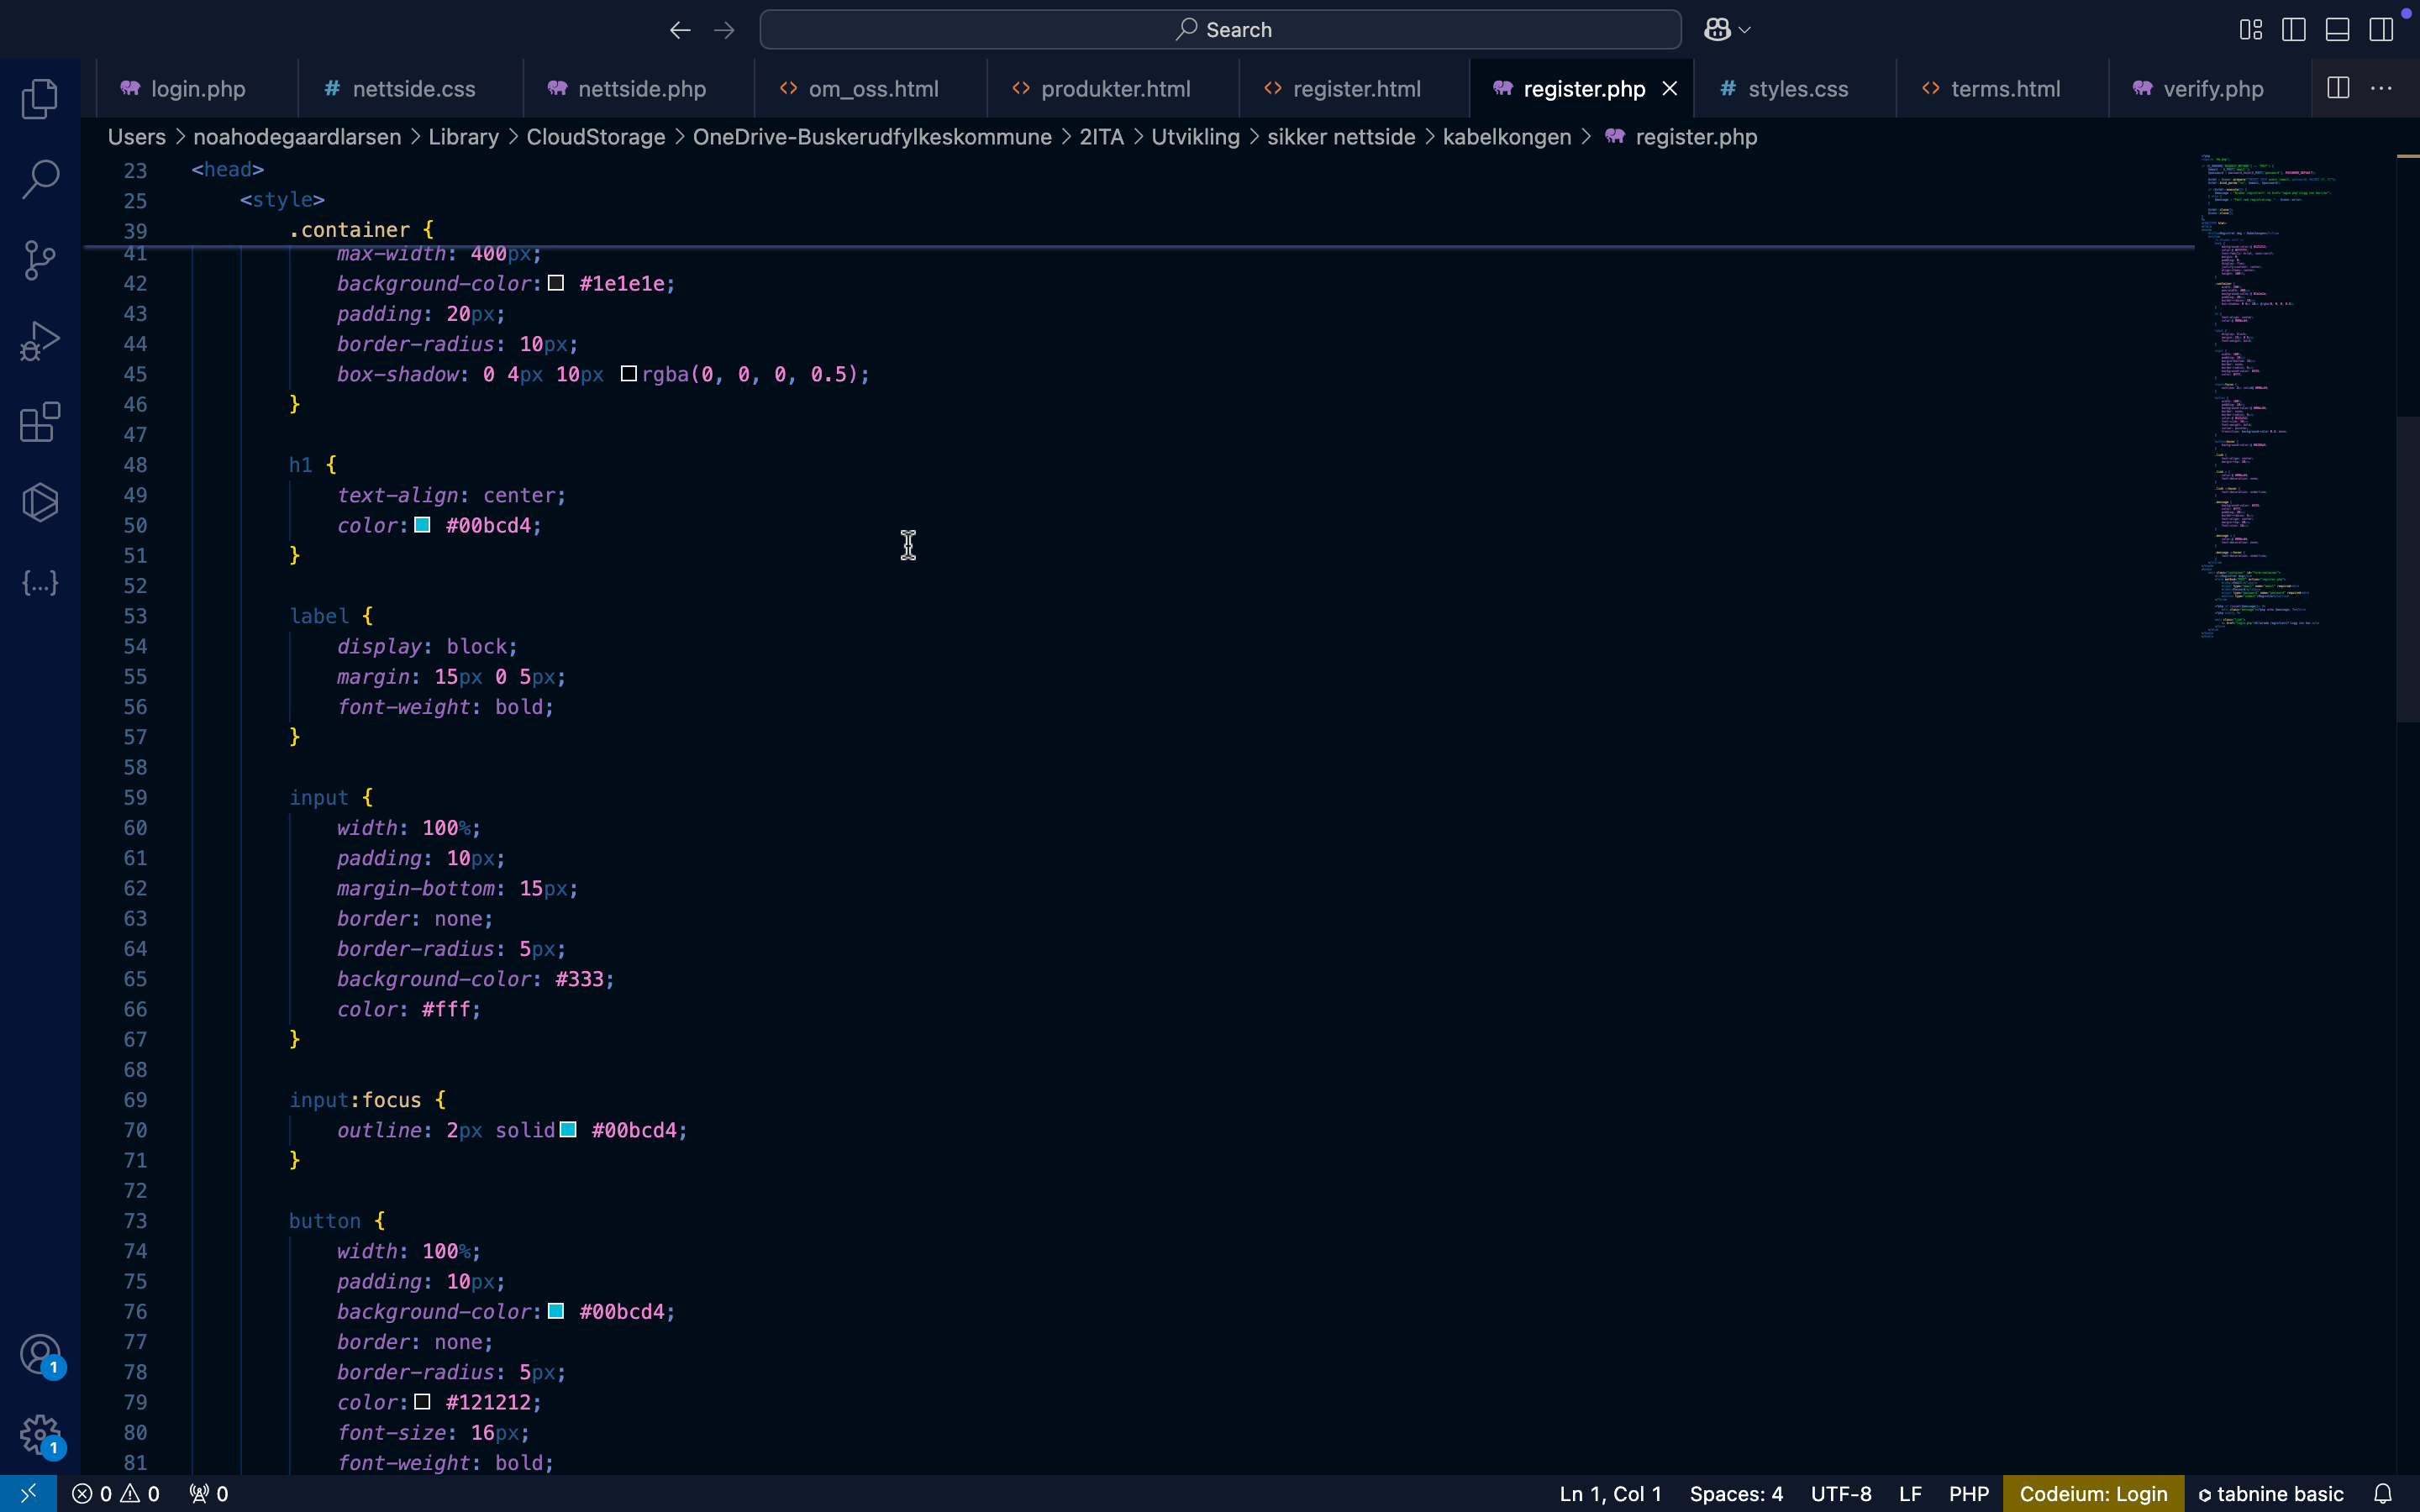 Search
login.php
# nettside.css
nettside.php
<> om_oss.html
<> produkter.html
<> register.html
register.php
# styles.css
<> terms.html
verify.php
Users > noahodegaardlarsen > Library > CloudStorage > OneDrive-Buskerudfylkeskommune > 2ITA > Utvikling > sikker nettside > kabelkongen > register.php
23 <head>
25 <style>
39 .container {
41 max-width: 400px;
42 background-color: #1e1e1e;
43 padding: 20px;
44 border-radius: 10px;
45 box-shadow: 0 4px 10px rgba(0, 0, 0, 0.5);
46 }
47
48 h1 {
49 text-align: center;
50 color: #00bcd4;
51 }
52
53 label {
54 display: block;
55 margin: 15px 0 5px;
56 font-weight: bold;
57 }
58
59 input {
60 width: 100%;
61 padding: 10px;
62 margin-bottom: 15px;
63 border: none;
64 border-radius: 5px;
65 background-color: #333;
66 color: #fff;
67 }
68
69 input:focus {
70 outline: 2px solid #00bcd4;
71 }
72
73 button {
74 width: 100%;
75 padding: 10px;
76 background-color: #00bcd4;
77 border: none;
78 border-radius: 5px;
79 color: #121212;
80 font-size: 16px;
81 font-weight: bold;
{...}
1
1
0 0 0
Ln 1, Col 1
Spaces: 4
UTF-8
LF
PHP
Codeium: Login
tabnine basic